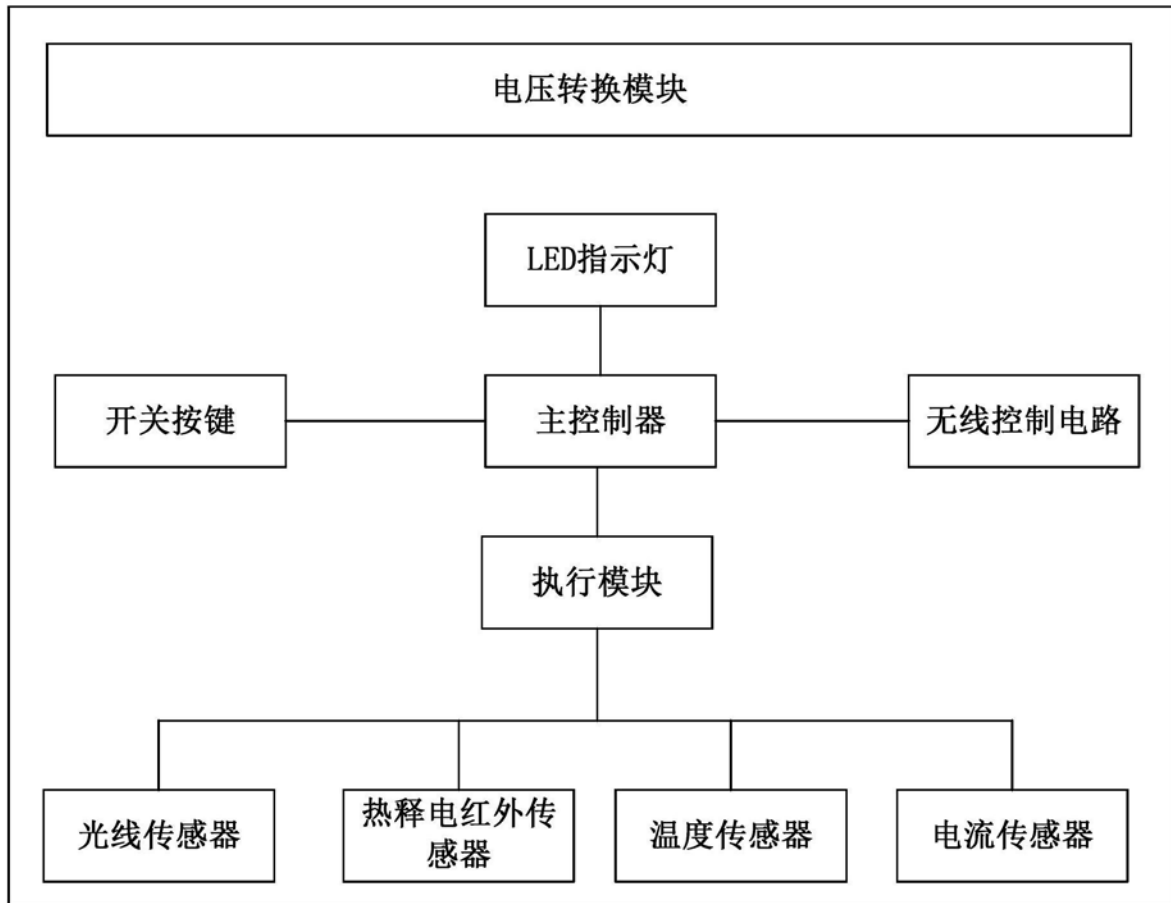 电压转换模块
LED指示灯
开关按键
主控制器
无线控制电路
执行模块
光线传感器
热释电红外传
感器
温度传感器
电流传感器